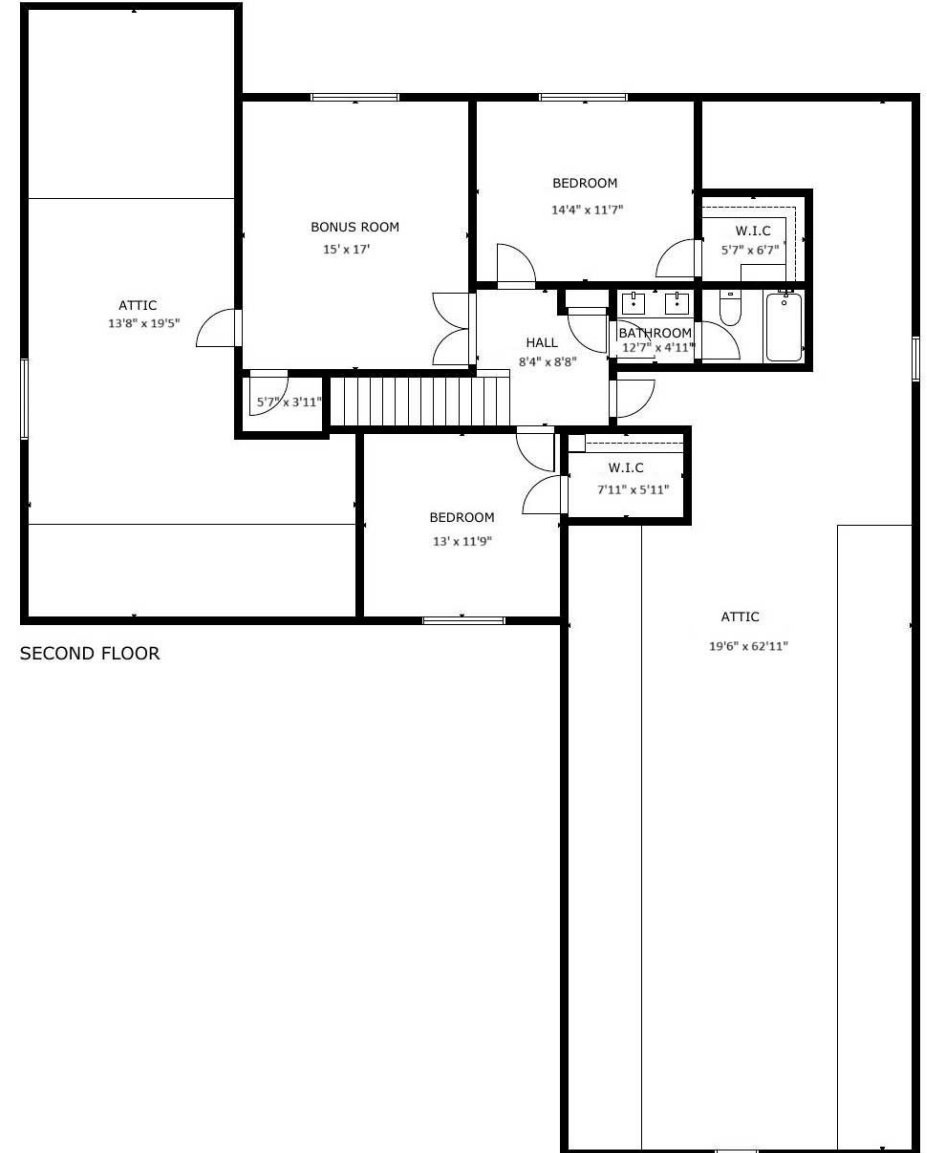 BEDROOM
14'4" x 11'7"
W.I.C
5'7" x 6'7"
BONUS ROOM
15' x 17'
ATTIC
13'8" x 19'5"
BATHROOM
12'7" x 4'11"
HALL
8'4" x 8'8"
5'7" x 3'11"
W.I.C
7'11" x 5'11"
BEDROOM
13' x 11'9"
ATTIC
19'6" x 62'11"
SECOND FLOOR